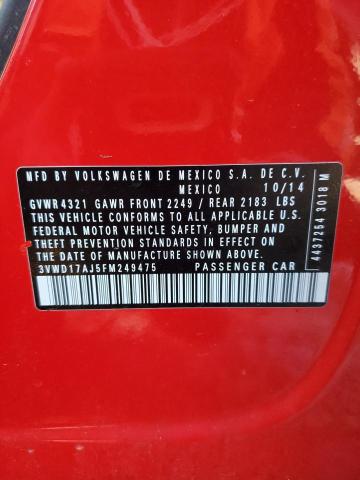 MFD BY VOLKSWAGEN DE MEXICO S.A. DE C.V.
MEXICO 10/14
GVWR 4321 GAWR FRONT 2249 / REAR 2183 LBS
THIS VEHICLE CONFORMS TO ALL APPLICABLE U.S.
FEDERAL MOTOR VEHICLE SAFETY, BUMPER AND
THEFT PREVENTION STANDARDS IN EFFECT ON
THE DATE OF MANUFACTURE SHOWN ABOVE.
3VWD17AJ5FM249475 PASSENGER CAR
4437254 3018 M